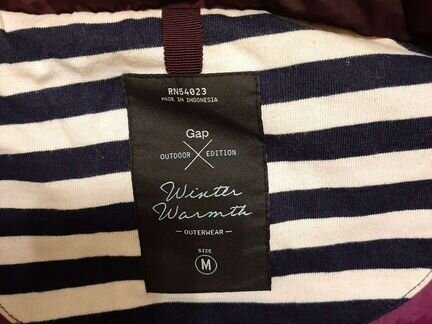 RN54023
MADE IN INDONESIA
Gap
OUTDOOR EDITION
Winter
Warmth
— OUTERWEAR —
SIZE
M